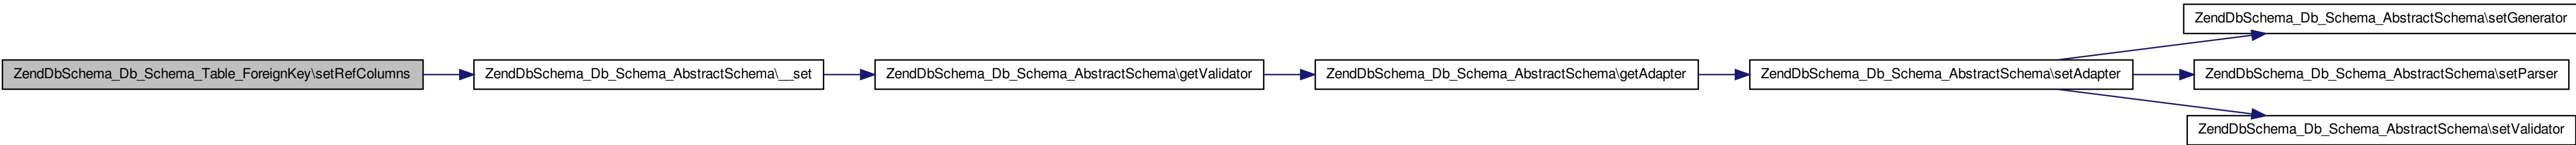 ZendDbSchema_Db_Schema_Table_ForeignKey\setRefColumns
ZendDbSchema_Db_Schema_AbstractSchema\__set
ZendDbSchema_Db_Schema_AbstractSchema\getValidator
ZendDbSchema_Db_Schema_AbstractSchema\getAdapter
ZendDbSchema_Db_Schema_AbstractSchema\setAdapter
ZendDbSchema_Db_Schema_AbstractSchema\setGenerator
ZendDbSchema_Db_Schema_AbstractSchema\setParser
ZendDbSchema_Db_Schema_AbstractSchema\setValidator